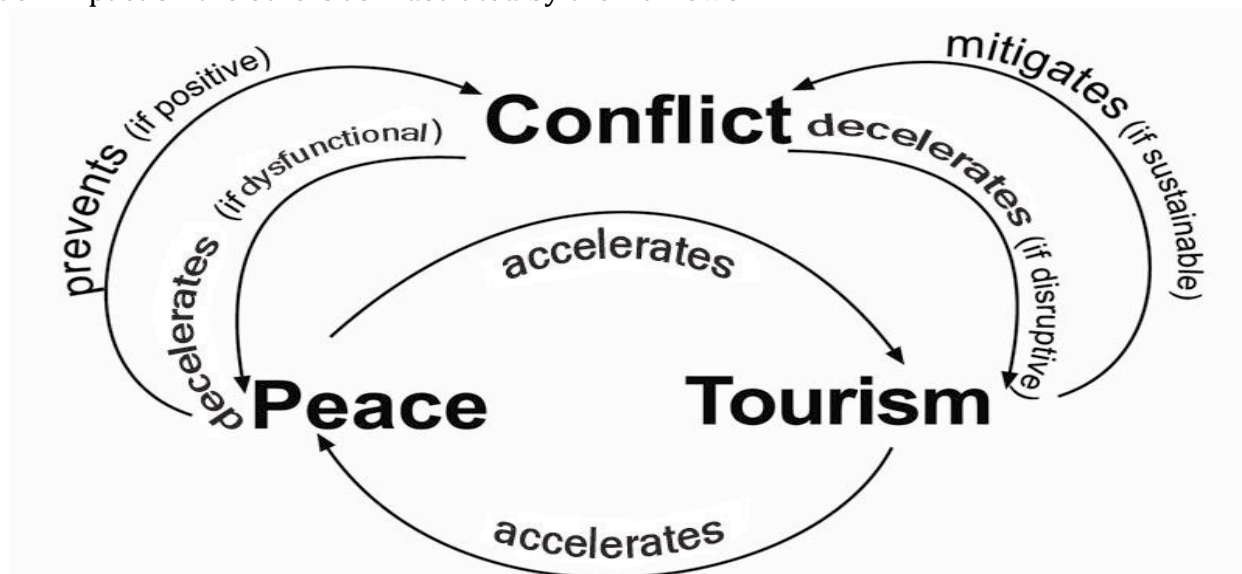 prevents (if positive)
decelerates (if dysfunctional)
Conflict
decelerates (if disruptive)
mitigates (if sustainable)
accelerates
Peace
Tourism
accelerates